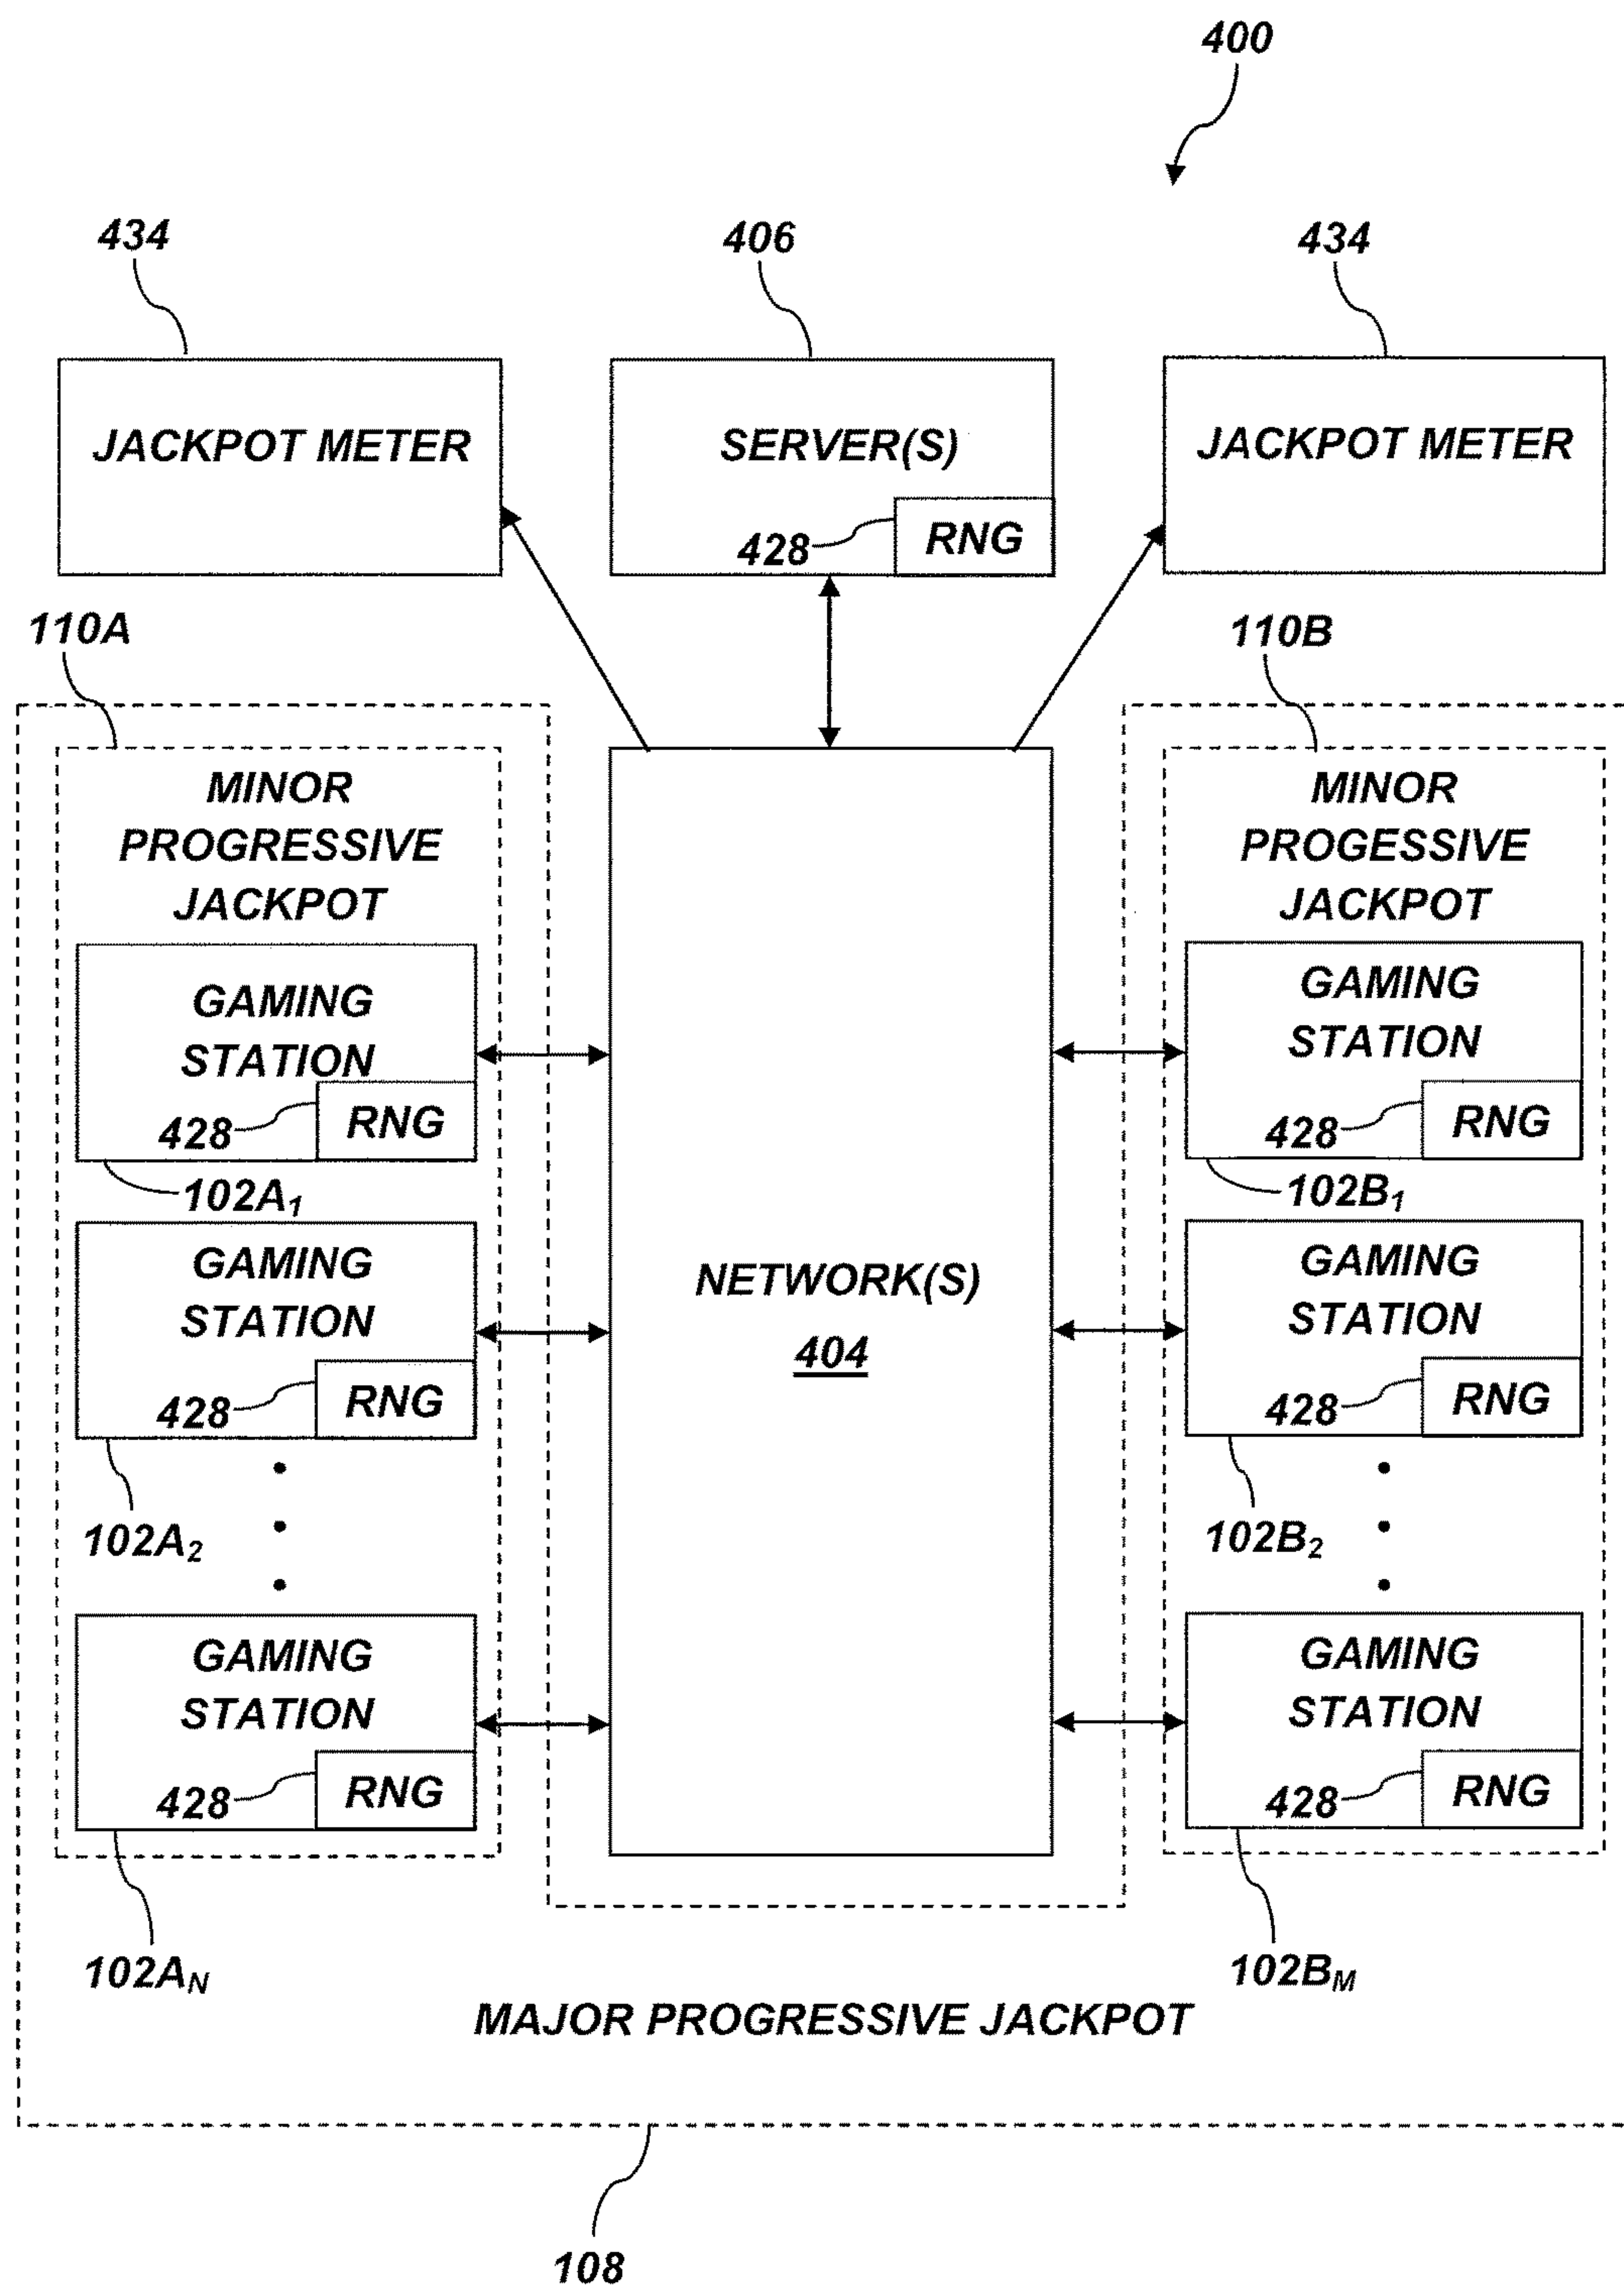 400
434
406
434
JACKPOT METER
SERVER(S)
JACKPOT METER
428
RNG
110A
110B
MINOR
PROGRESSIVE
JACKPOT
GAMING
STATION
428
RNG
102A1
GAMING
STATION
428
RNG
102A2
GAMING
STATION
428
RNG
102AN
NETWORK(S)
404
MINOR
PROGESSIVE
JACKPOT
GAMING
STATION
428
RNG
102B1
GAMING
STATION
428
RNG
102B2
GAMING
STATION
428
RNG
102BM
MAJOR PROGRESSIVE JACKPOT
108